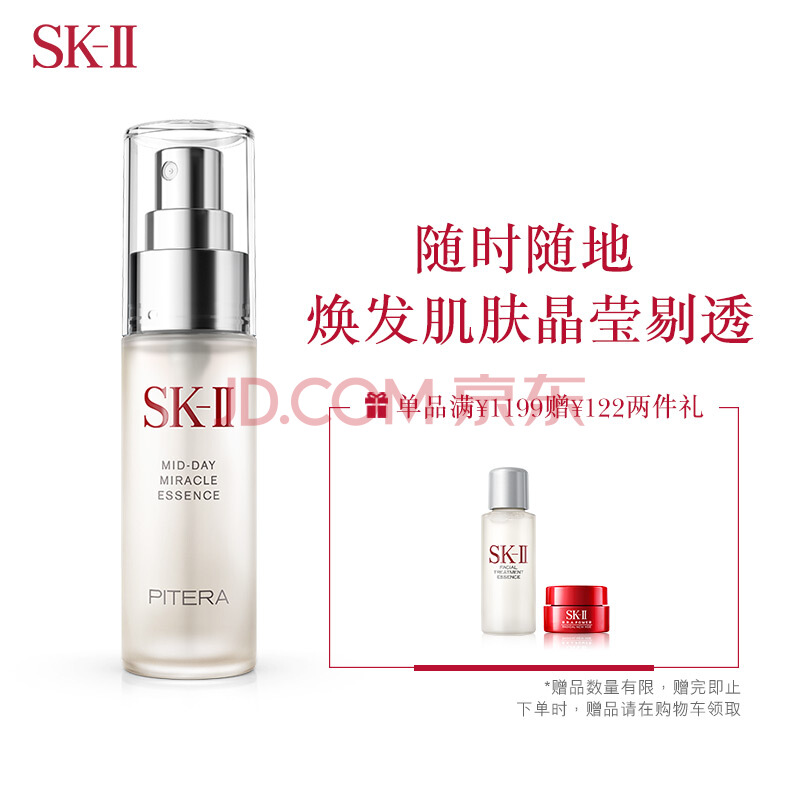 SK-II
随时随地
焕发肌肤晶莹剔透
JD.COM 京东
单品满¥1199赠¥122两件礼
SK-II
MID-DAY
MIRACLE
ESSENCE
PITERA
SK-II
FACIAL
TREATMENT
ESSENCE
SK-II
*赠品数量有限，赠完即止
下单时，赠品请在购物车领取